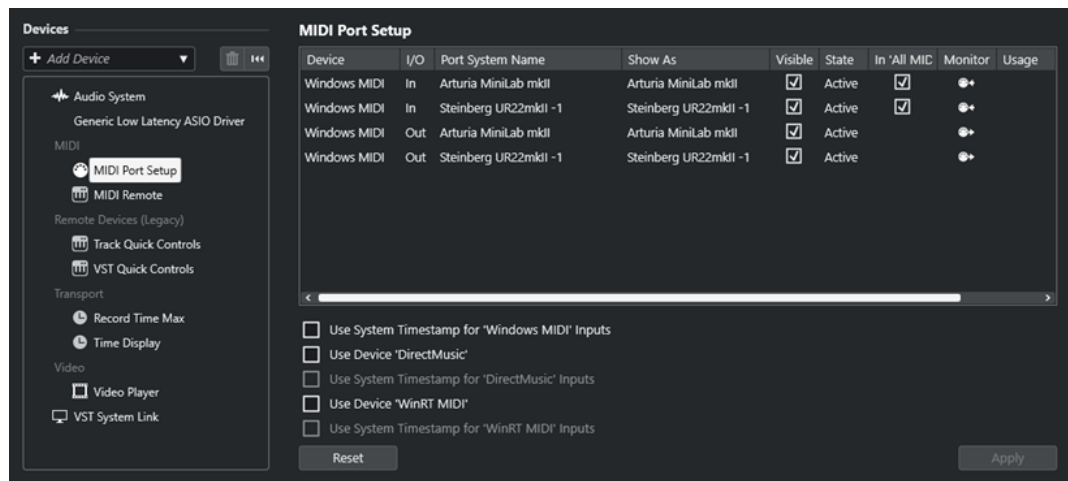 Devices
+ Add Device
Audio System
Generic Low Latency ASIO Driver
MIDI
MIDI Port Setup
MIDI Remote
Remote Devices (Legacy)
Track Quick Controls
VST Quick Controls
Transport
Record Time Max
Time Display
Video
Video Player
VST System Link
MIDI Port Setup
Device I/O Port System Name Show As Visible State In 'All MIC Monitor Usage
Windows MIDI In Arturia MiniLab mkII Arturia MiniLab mkII Active
Windows MIDI In Steinberg UR22mkII -1 Steinberg UR22mkII -1 Active
Windows MIDI Out Arturia MiniLab mkII Arturia MiniLab mkII Active
Windows MIDI Out Steinberg UR22mkII -1 Steinberg UR22mkII -1 Active
Use System Timestamp for 'Windows MIDI' Inputs
Use Device 'DirectMusic'
Use System Timestamp for 'DirectMusic' Inputs
Use Device 'WinRT MIDI'
Use System Timestamp for 'WinRT MIDI' Inputs
Reset
Apply